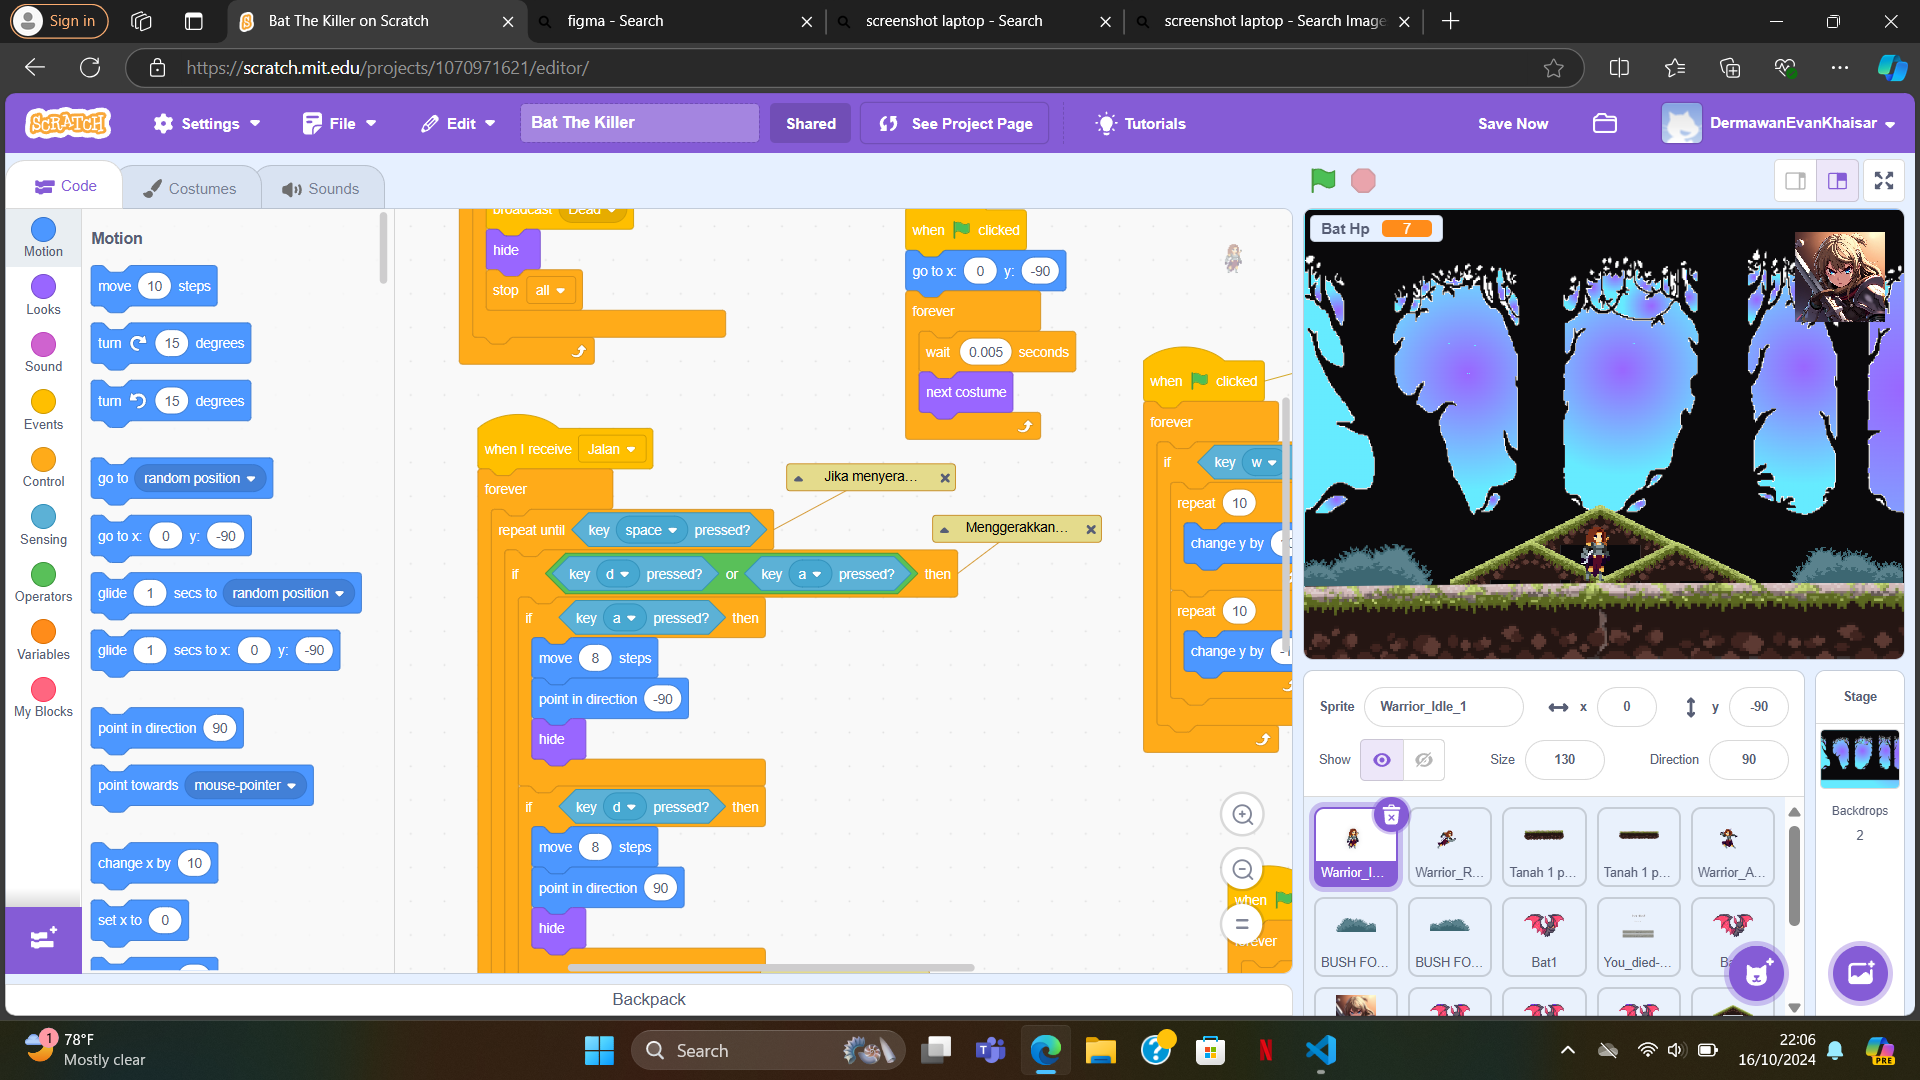 Sign in
Bat The Killer on Scratch
figma - Search
screenshot laptop - Search
screenshot laptop - Search Image
https://scratch.mit.edu/projects/1070971621/editor/
SCRATCH
Settings
File
Edit
Bat The Killer
Shared
See Project Page
Tutorials
Save Now
DermawanEvanKhaisar
Code
Costumes
Sounds
Motion
Looks
Sound
Events
Control
Sensing
Operators
Variables
My Blocks
Motion
move 10 steps
turn 15 degrees
turn 15 degrees
go to random position
go to x: 0 y: -90
glide 1 secs to random position
glide 1 secs to x: 0 y: -90
point in direction 90
point towards mouse-pointer
change x by 10
set x to 0
broadcast Dead
hide
stop all
when I receive Jalan
forever
repeat until key space pressed?
if key d pressed? or key a pressed? then
if key a pressed? then
move 8 steps
point in direction -90
hide
if key d pressed? then
move 8 steps
point in direction 90
hide
Jika menyera...
Menggerakkan...
when clicked
go to x: 0 y: -90
forever
wait 0.005 seconds
next costume
when clicked
forever
if key w
repeat 10
change y by
repeat 10
change y by
when
forever
Backpack
Bat Hp 7
Sprite Warrior_Idle_1 x 0 y -90
Show Size 130 Direction 90
Warrior_I...
Warrior_R...
Tanah 1 p...
Tanah 1 p...
Warrior_A...
BUSH FO...
BUSH FO...
Bat1
You_died-...
Stage
Backdrops
2
1
78°F
Mostly clear
Search
PRE
22:06
16/10/2024